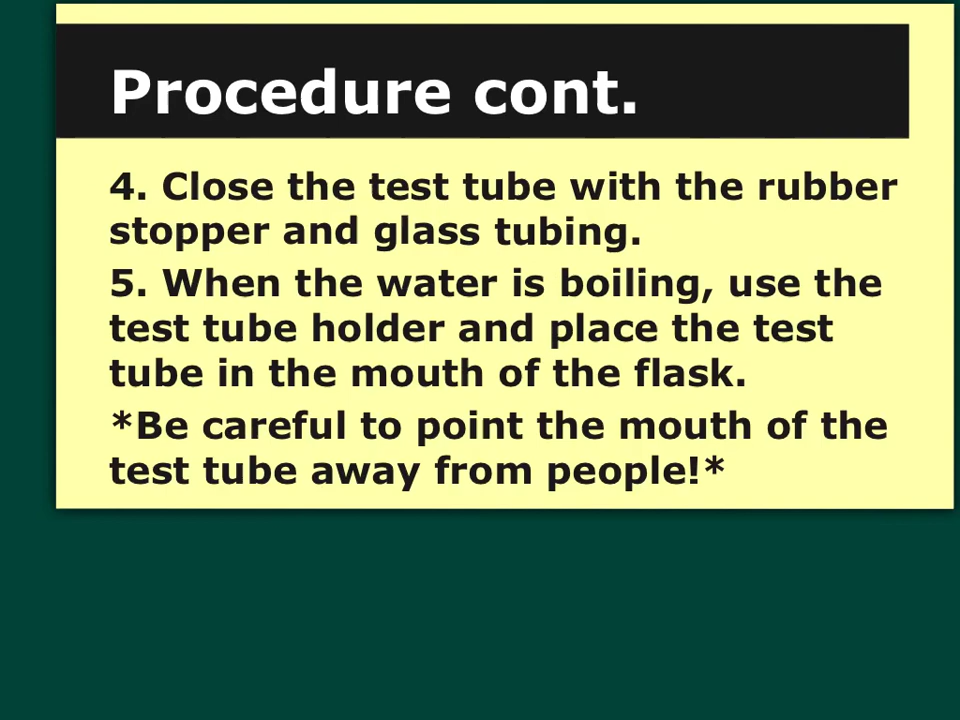 Procedure cont.
4. Close the test tube with the rubber
stopper and glass tubing.
5. When the water is boiling, use the
test tube holder and place the test
tube in the mouth of the flask.
*Be careful to point the mouth of the
test tube away from people!*